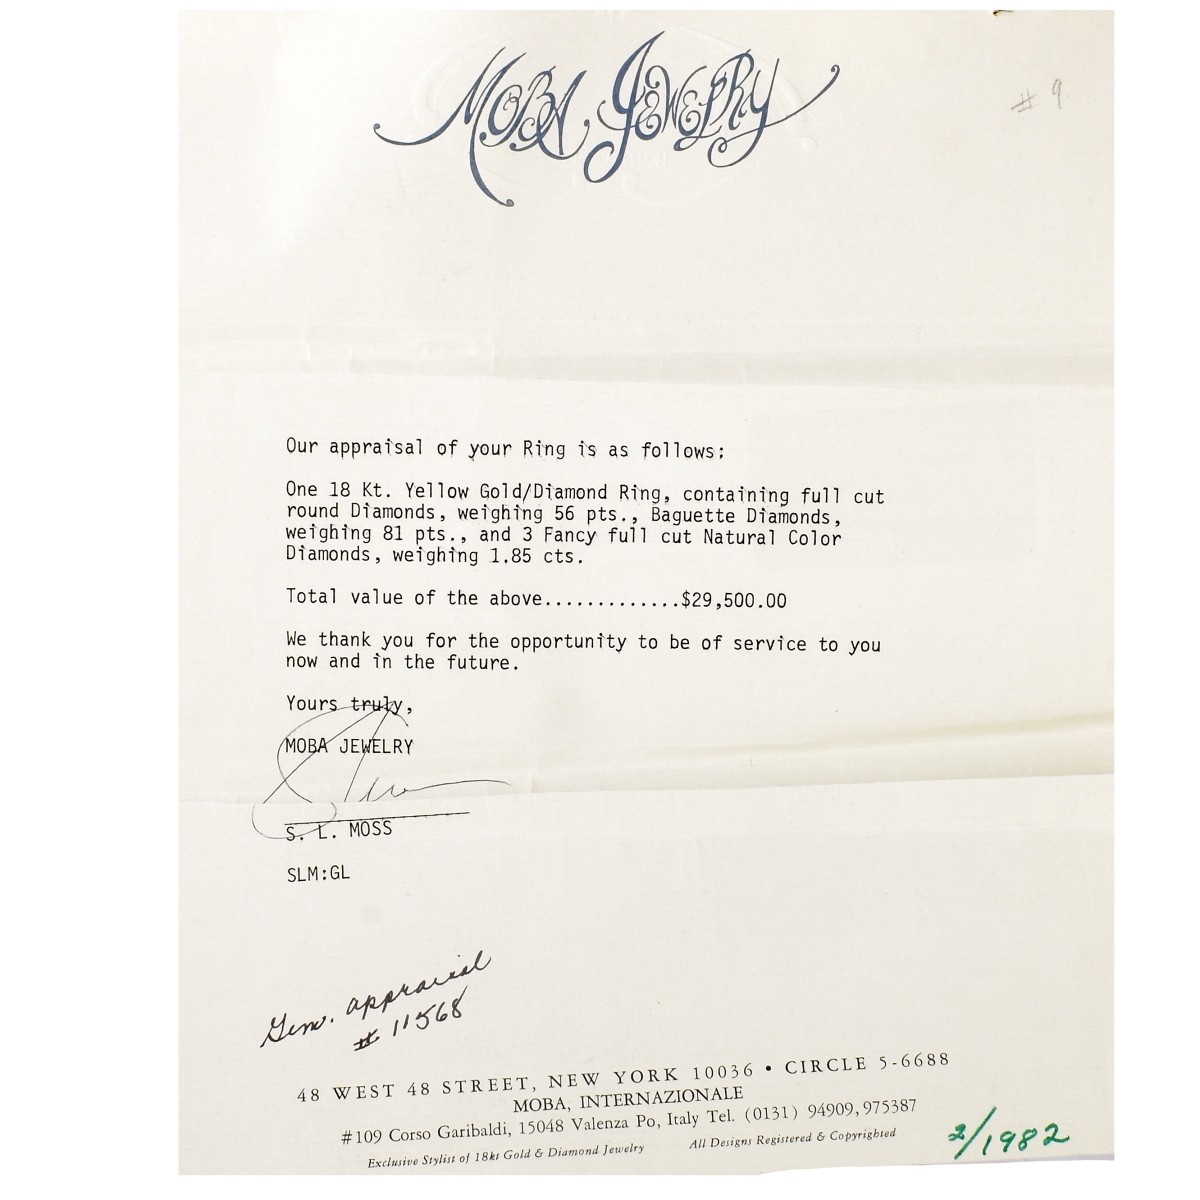 MOBA JEWELRY
# 9
Our appraisal of your Ring is as follows:
One 18 Kt. Yellow Gold/Diamond Ring, containing full cut
round Diamonds, weighing 56 pts., Baguette Diamonds,
weighing 81 pts., and 3 Fancy full cut Natural Color
Diamonds, weighing 1.85 cts.
Total value of the above.............$29,500.00
We thank you for the opportunity to be of service to you
now and in the future.
Yours truly,
MOBA JEWELRY
S. L. MOSS
SLM:GL
appraisal
# 11568
48 WEST 48 STREET, NEW YORK 10036 • CIRCLE 5-6688
MOBA, INTERNAZIONALE
#109 Corso Garibaldi, 15048 Valenza Po, Italy Tel. (0131) 94909, 975387
Exclusive Stylist of 18kt Gold & Diamond Jewelry All Designs Registered & Copyrighted
2/1982